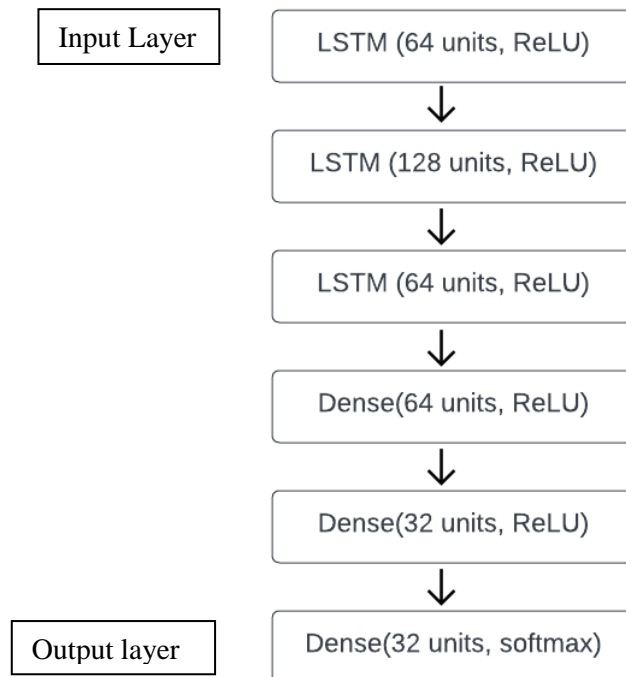 Input Layer
LSTM (64 units, ReLU)
LSTM (128 units, ReLU)
LSTM (64 units, ReLU)
Dense(64 units, ReLU)
Dense(32 units, ReLU)
Output layer
Dense(32 units, softmax)